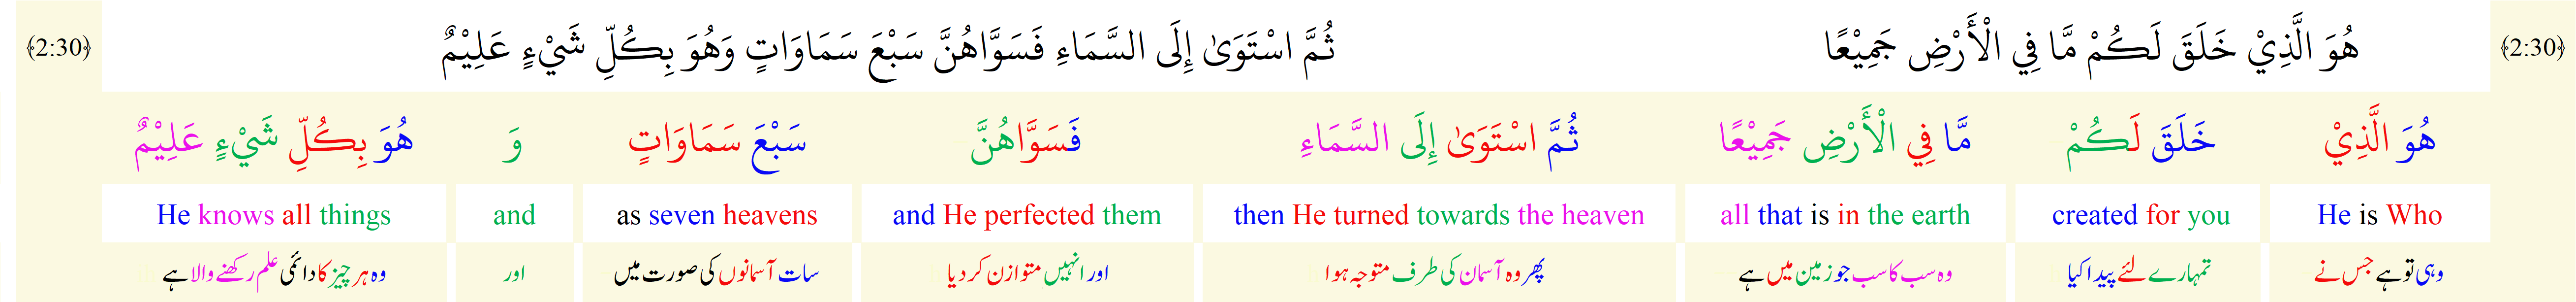 ﴿2:30﴾ هُوَ الَّذِيْ خَلَقَ لَكُمْ مَّا فِي الْأَرْضِ جَمِيْعًا ثُمَّ اسْتَوَىٰ إِلَى السَّمَاءِ فَسَوَّاهُنَّ سَبْعَ سَمَاوَاتٍ وَهُوَ بِكُلِّ شَيْءٍ عَلِيْمٌ ﴿2:30﴾
هُوَ الَّذِيْ خَلَقَ لَكُمْ مَّا فِي الْأَرْضِ جَمِيْعًا ثُمَّ اسْتَوَىٰ إِلَى السَّمَاءِ فَسَوَّاهُنَّ سَبْعَ سَمَاوَاتٍ وَ هُوَ بِكُلِّ شَيْءٍ عَلِيْمٌ
He knows all things and as seven heavens and He perfected them then He turned towards the heaven all that is in the earth created for you He is Who
وہی تو ہے جس نے تمہارے لئے پیدا کیا وہ سب کا سب جو زمین میں ہے پھر وہ آسمان کی طرف متوجہ ہوا اور انہیں متوازن کر دیا سات آسمانوں کی صورت میں اور وہ ہر چیز کا دائمی علم رکھنے والا ہے